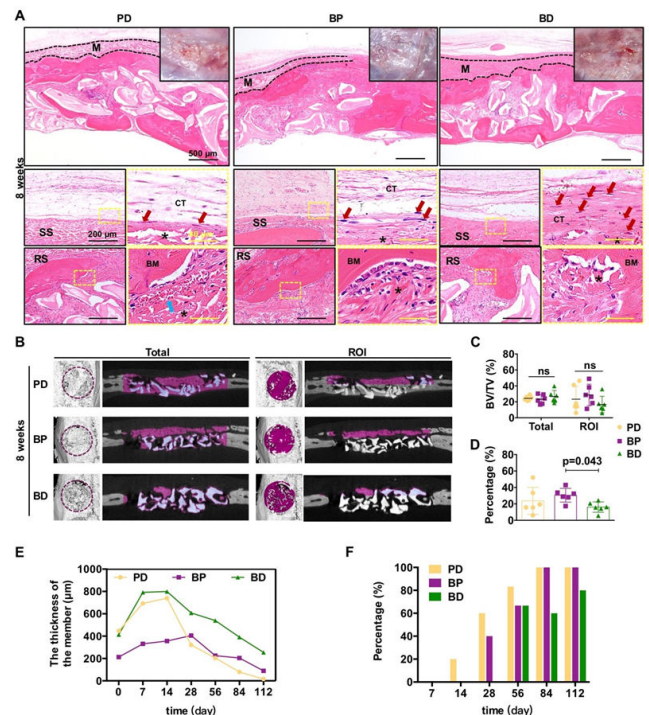 A
PD BP BD
8 weeks
M M M
500 μm
SS CT SS CT SS CT
200 μm * * *
RS BM RS BM RS BM
* * *
B
Total ROI
8 weeks
PD
BP
BD
C
BV/TV (%)
80
60
40
20
0
ns ns
Total ROI
PD
BP
BD
D
Percentage (%)
80
60
40
20
0
p=0.043
E
PD BP BD
The thickness of
the member (μm)
1000
800
600
400
200
0
0 7 14 28 56 84 112
time (day)
F
PD
BP
BD
Percentage (%)
100
80
60
40
20
0
7 14 28 56 84 112
time (day)